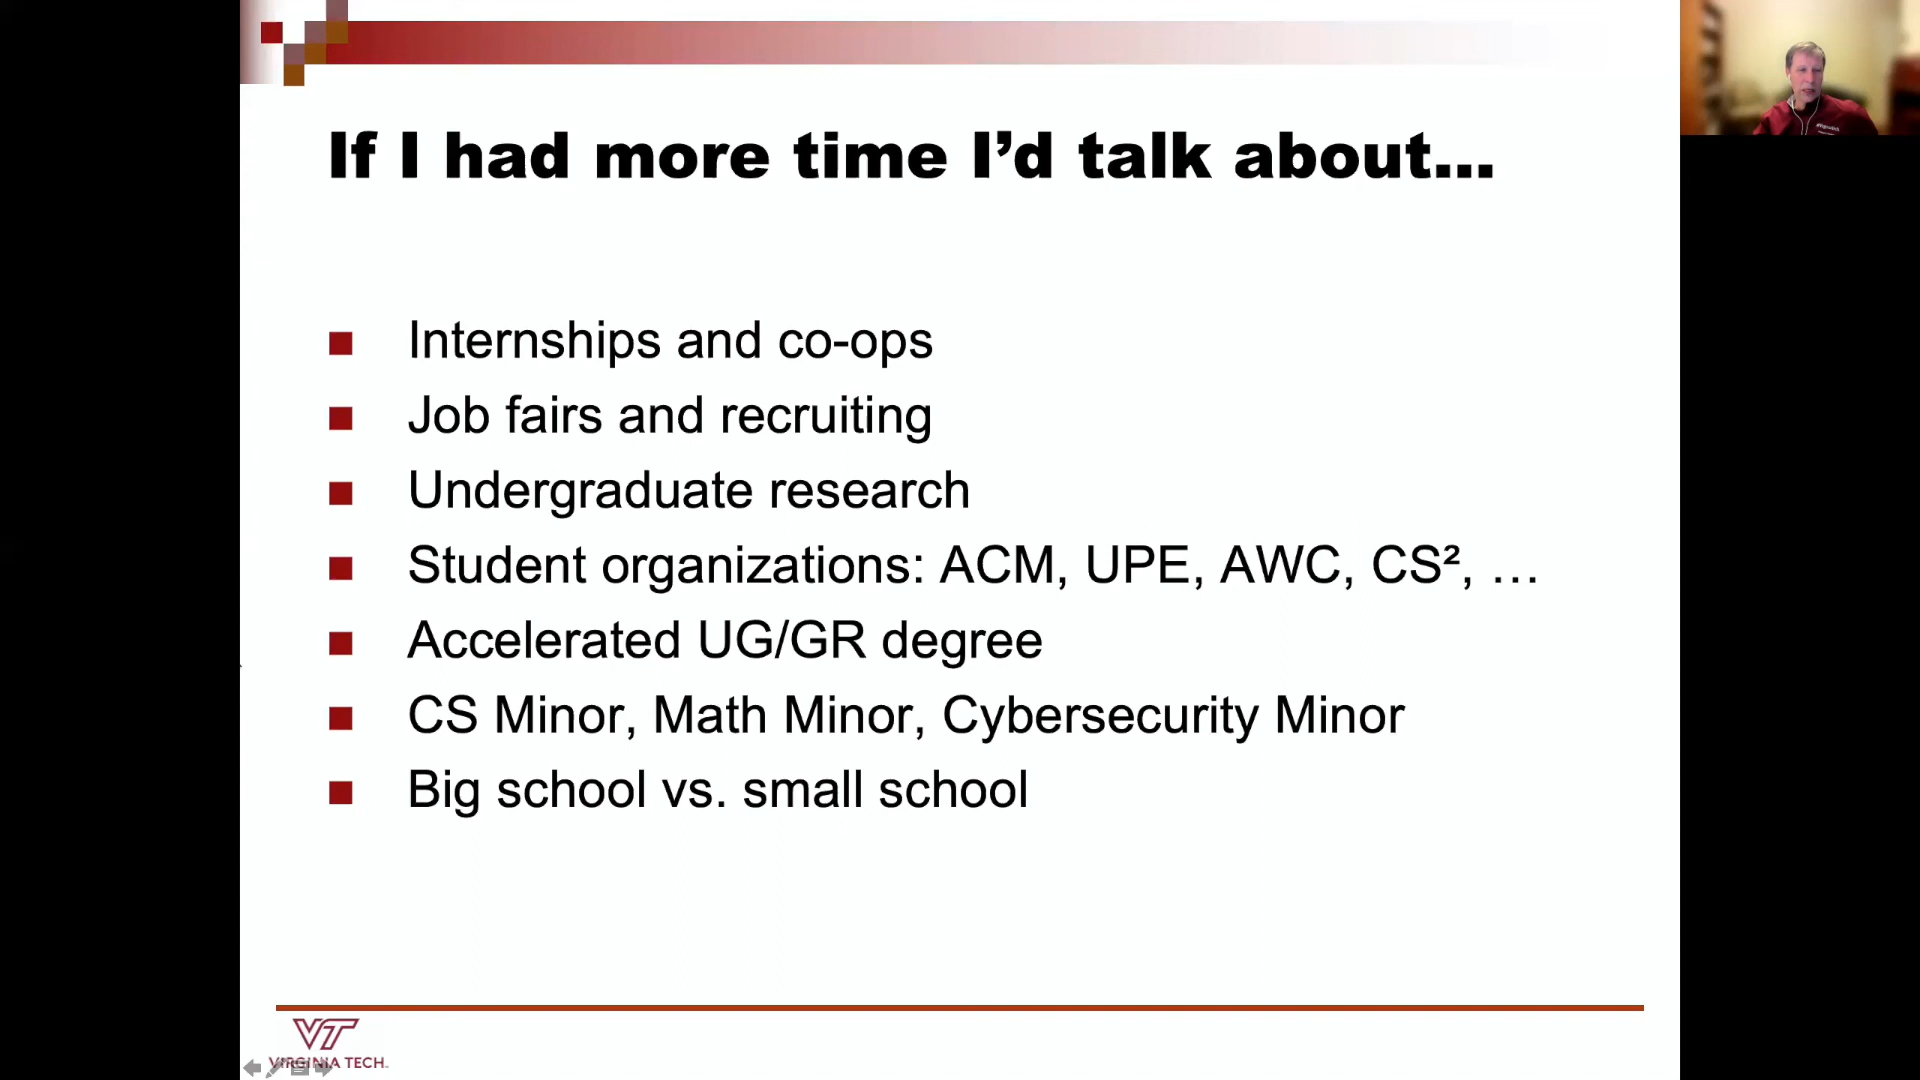 If I had more time I’d talk about…
Internships and co-ops
Job fairs and recruiting
Undergraduate research
Student organizations: ACM, UPE, AWC, CS², …
Accelerated UG/GR degree
CS Minor, Math Minor, Cybersecurity Minor
Big school vs. small school
VT
VIRGINIA TECH.